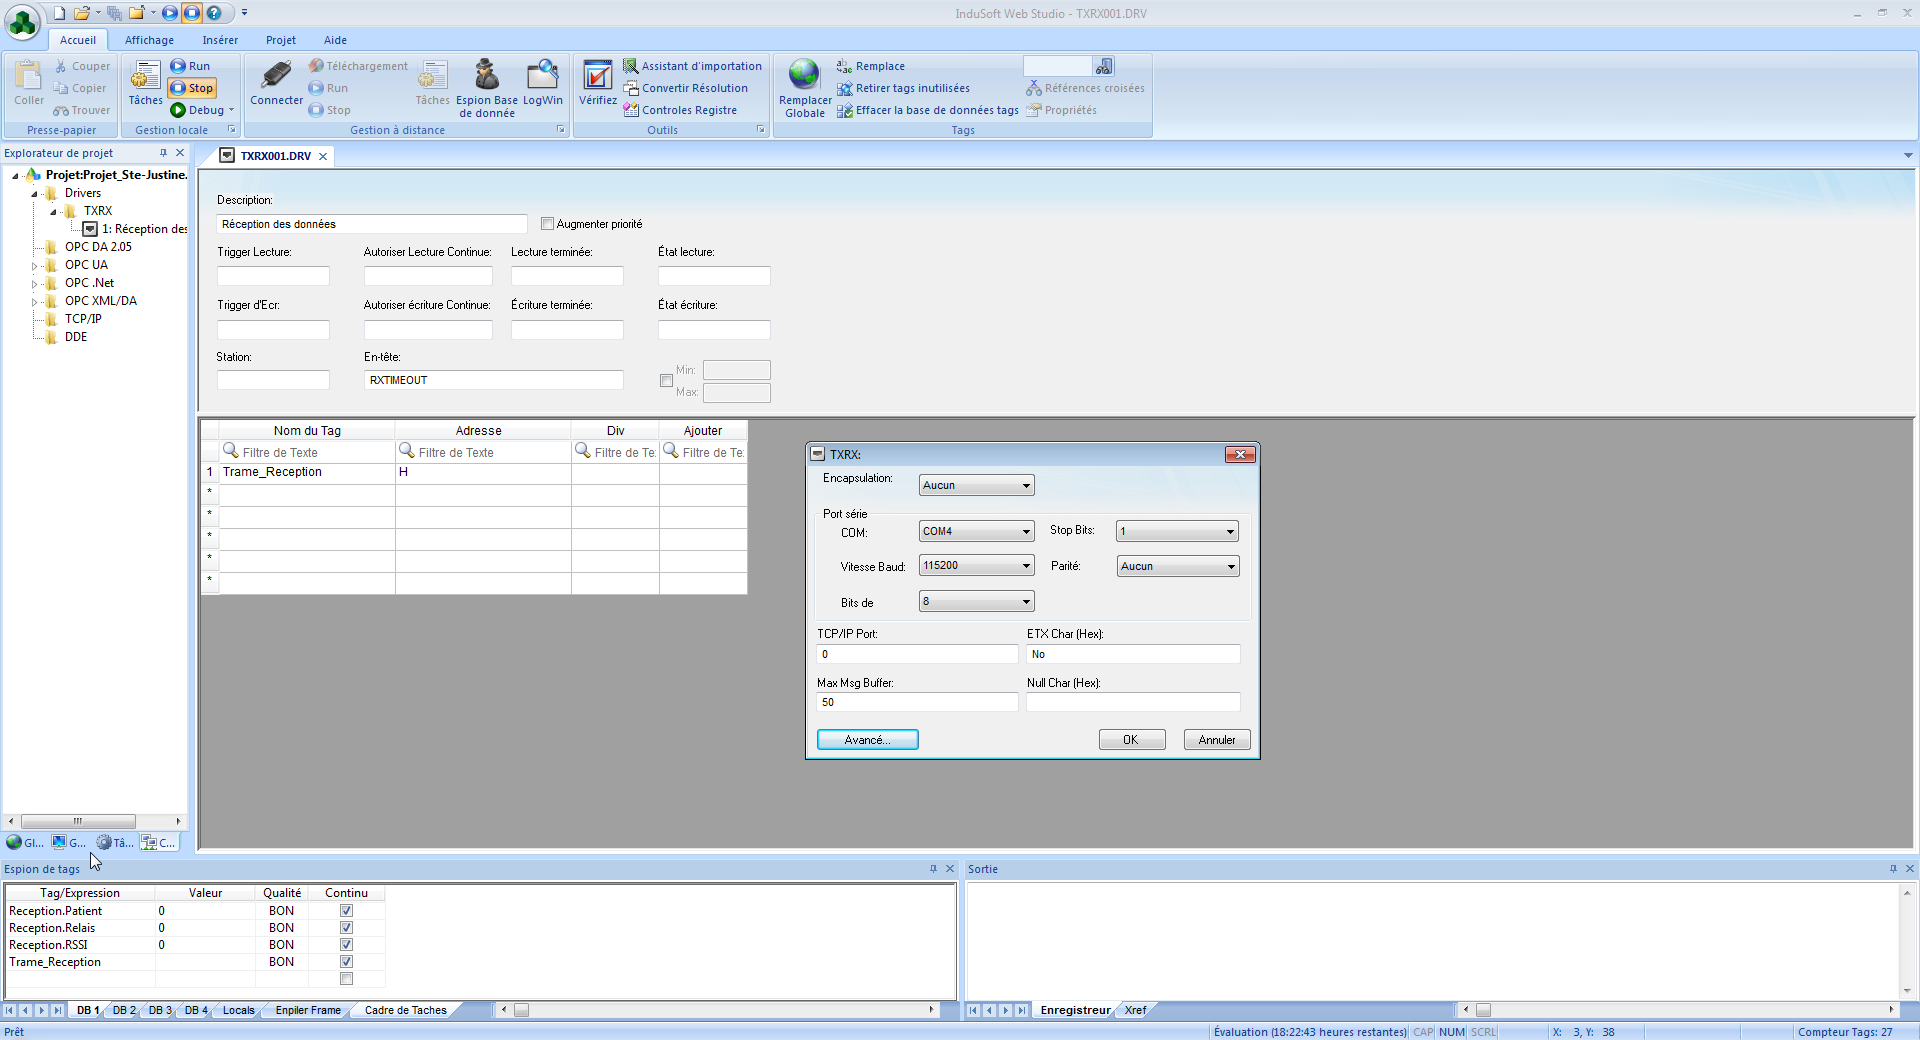 InduSoft Web Studio - TXRX001.DRV
Accueil Affichage Insérer Projet Aide
Coller Couper Copier Trouver Presse-papier
Tâches Run Stop Debug Gestion locale
Connecter Téléchargement Run Stop Tâches Espion Base de donnée LogWin Gestion à distance
Vérifiez Assistant d'importation Convertir Résolution Controles Registre Outils
Remplacer Globale Remplace Retirer tags inutilisées Effacer la base de données tags Références croisées Propriétés Tags
Explorateur de projet
Projet:Projet_Ste-Justine.
Drivers
TXRX
1: Réception des
OPC DA 2.05
OPC UA
OPC .Net
OPC XML/DA
TCP/IP
DDE
Gl... G... Tâ... C...
TXRX001.DRV
Description:
Réception des données Augmenter priorité
Trigger Lecture: Autoriser Lecture Continue: Lecture terminée: État lecture:
Trigger d'Ecr: Autoriser écriture Continue: Écriture terminée: État écriture:
Station: En-tête:
RXTIMEOUT
Min:
Max:
Nom du Tag Adresse Div Ajouter
Filtre de Texte Filtre de Texte Filtre de Te: Filtre de Te:
1 Trame_Reception H
*
*
*
*
*
TXRX:
Encapsulation: Aucun
Port série
COM: COM4 Stop Bits: 1
Vitesse Baud: 115200 Parité: Aucun
Bits de 8
TCP/IP Port: ETX Char (Hex):
0 No
Max Msg Buffer: Null Char (Hex):
50
Avancé... OK Annuler
Espion de tags
Tag/Expression Valeur Qualité Continu
Reception.Patient 0 BON
Reception.Relais 0 BON
Reception.RSSI 0 BON
Trame_Reception BON
DB 1 DB 2 DB 3 DB 4 Locals Enpiler Frame Cadre de Taches
Sortie
Enregistreur Xref
Prêt Évaluation (18:22:43 heures restantes) CAP NUM SCRL X: 3, Y: 38 Compteur Tags: 27